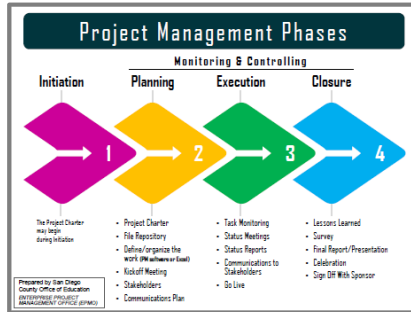 Project Management Phases
Monitoring & Controlling
Initiation
Planning
Execution
Closure
1
2
3
4
The Project Charter
may begin
during Initiation
• Project Charter
• File Repository
• Define/organize the
work (PM software or Excel)
• Kickoff Meeting
• Stakeholders
• Communications Plan
• Task Monitoring
• Status Meetings
• Status Reports
• Communications to
Stakeholders
• Go Live
• Lessons Learned
• Survey
• Final Report/Presentation
• Celebration
• Sign Off With Sponsor
Prepared by San Diego
County Office of Education
ENTERPRISE PROJECT
MANAGEMENT OFFICE (EPMO)